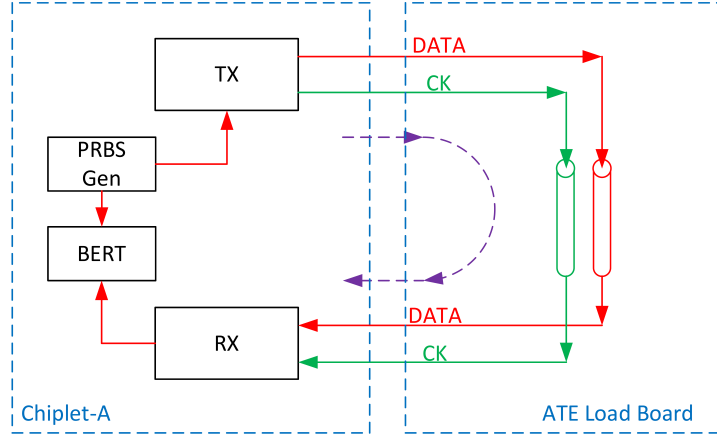 DATA
TX
CK
PRBS
Gen
BERT
DATA
RX
CK
Chiplet-A
ATE Load Board